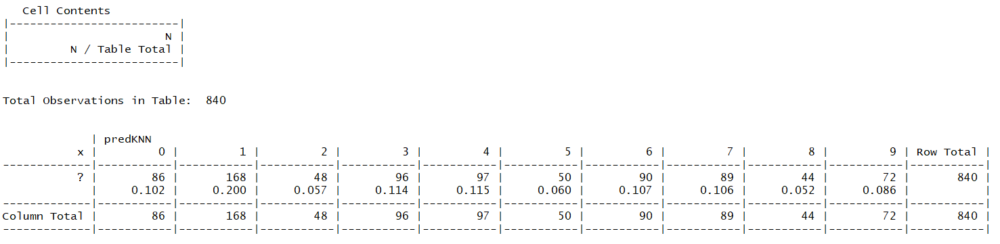 Cell Contents
|-------------------------|
|                       N |
|         N / Table Total |
|-------------------------|
Total Observations in Table:  840
             | predKNN
           x |         0 |         1 |         2 |         3 |         4 |         5 |         6 |         7 |         8 |         9 | Row Total |
-------------|-----------|-----------|-----------|-----------|-----------|-----------|-----------|-----------|-----------|-----------|-----------|
           ? |        86 |       168 |        48 |        96 |        97 |        50 |        90 |        89 |        44 |        72 |       840 |
             |     0.102 |     0.200 |     0.057 |     0.114 |     0.115 |     0.060 |     0.107 |     0.106 |     0.052 |     0.086 |           |
-------------|-----------|-----------|-----------|-----------|-----------|-----------|-----------|-----------|-----------|-----------|-----------|
Column Total |        86 |       168 |        48 |        96 |        97 |        50 |        90 |        89 |        44 |        72 |       840 |
-------------|-----------|-----------|-----------|-----------|-----------|-----------|-----------|-----------|-----------|-----------|-----------|